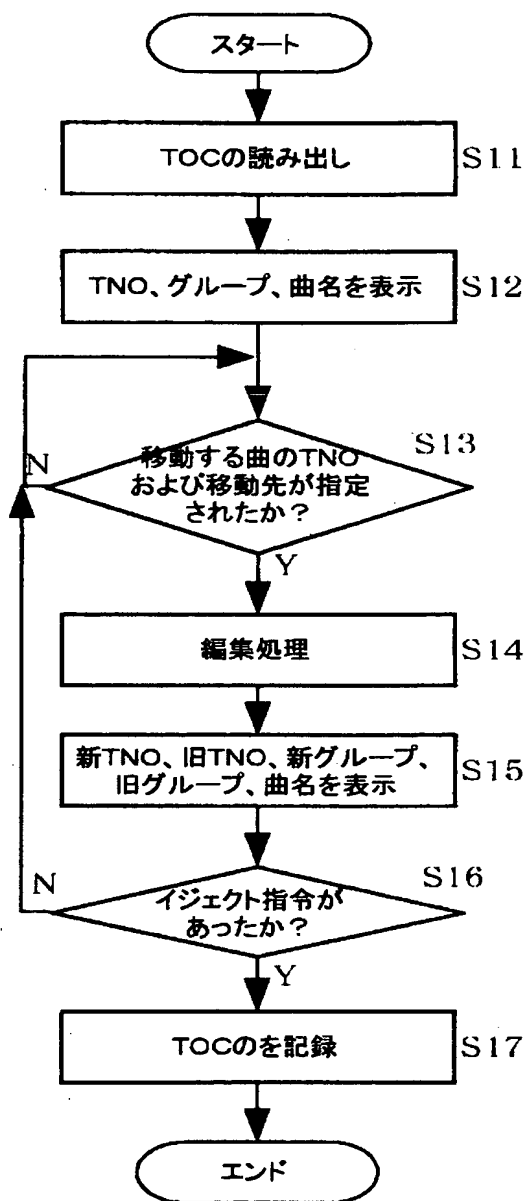 スタート
TOCの読み出し S11
TNO、グループ、曲名を表示 S12
S13
N
移動する曲のTNO
および移動先が指定
されたか？
Y
編集処理 S14
新TNO、旧TNO、新グループ、
旧グループ、曲名を表示
S15
S16
N
イジェクト指令が
あったか？
Y
TOCのを記録 S17
エンド